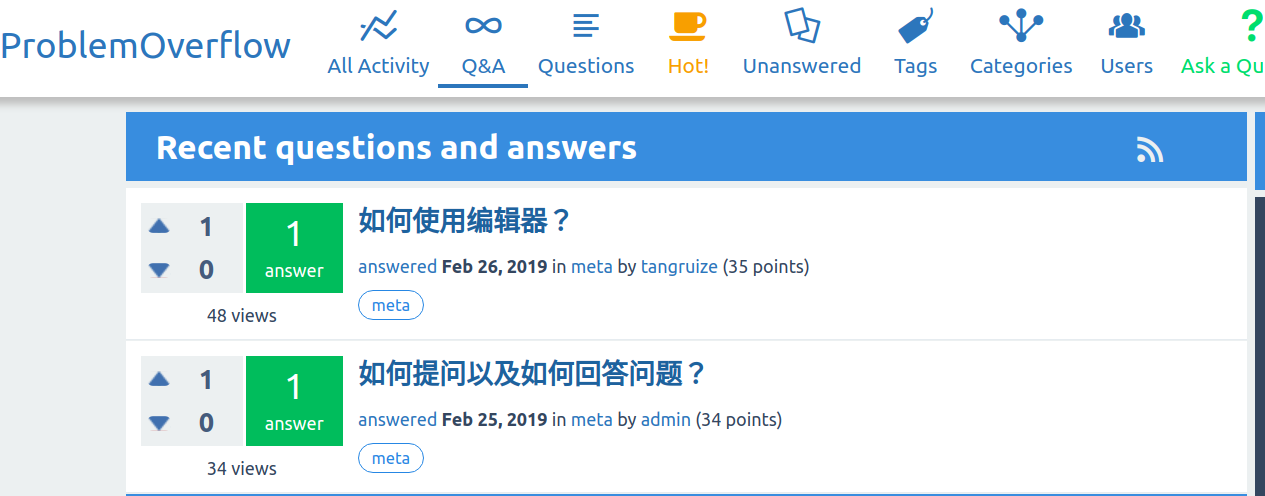 ProblemOverflow
All Activity Q&A Questions Hot! Unanswered Tags Categories Users Ask a Qu
Recent questions and answers
1
0
1
answer
48 views
如何使用编辑器？
answered Feb 26, 2019 in meta by tangruize (35 points)
meta
1
0
1
answer
34 views
如何提问以及如何回答问题？
answered Feb 25, 2019 in meta by admin (34 points)
meta